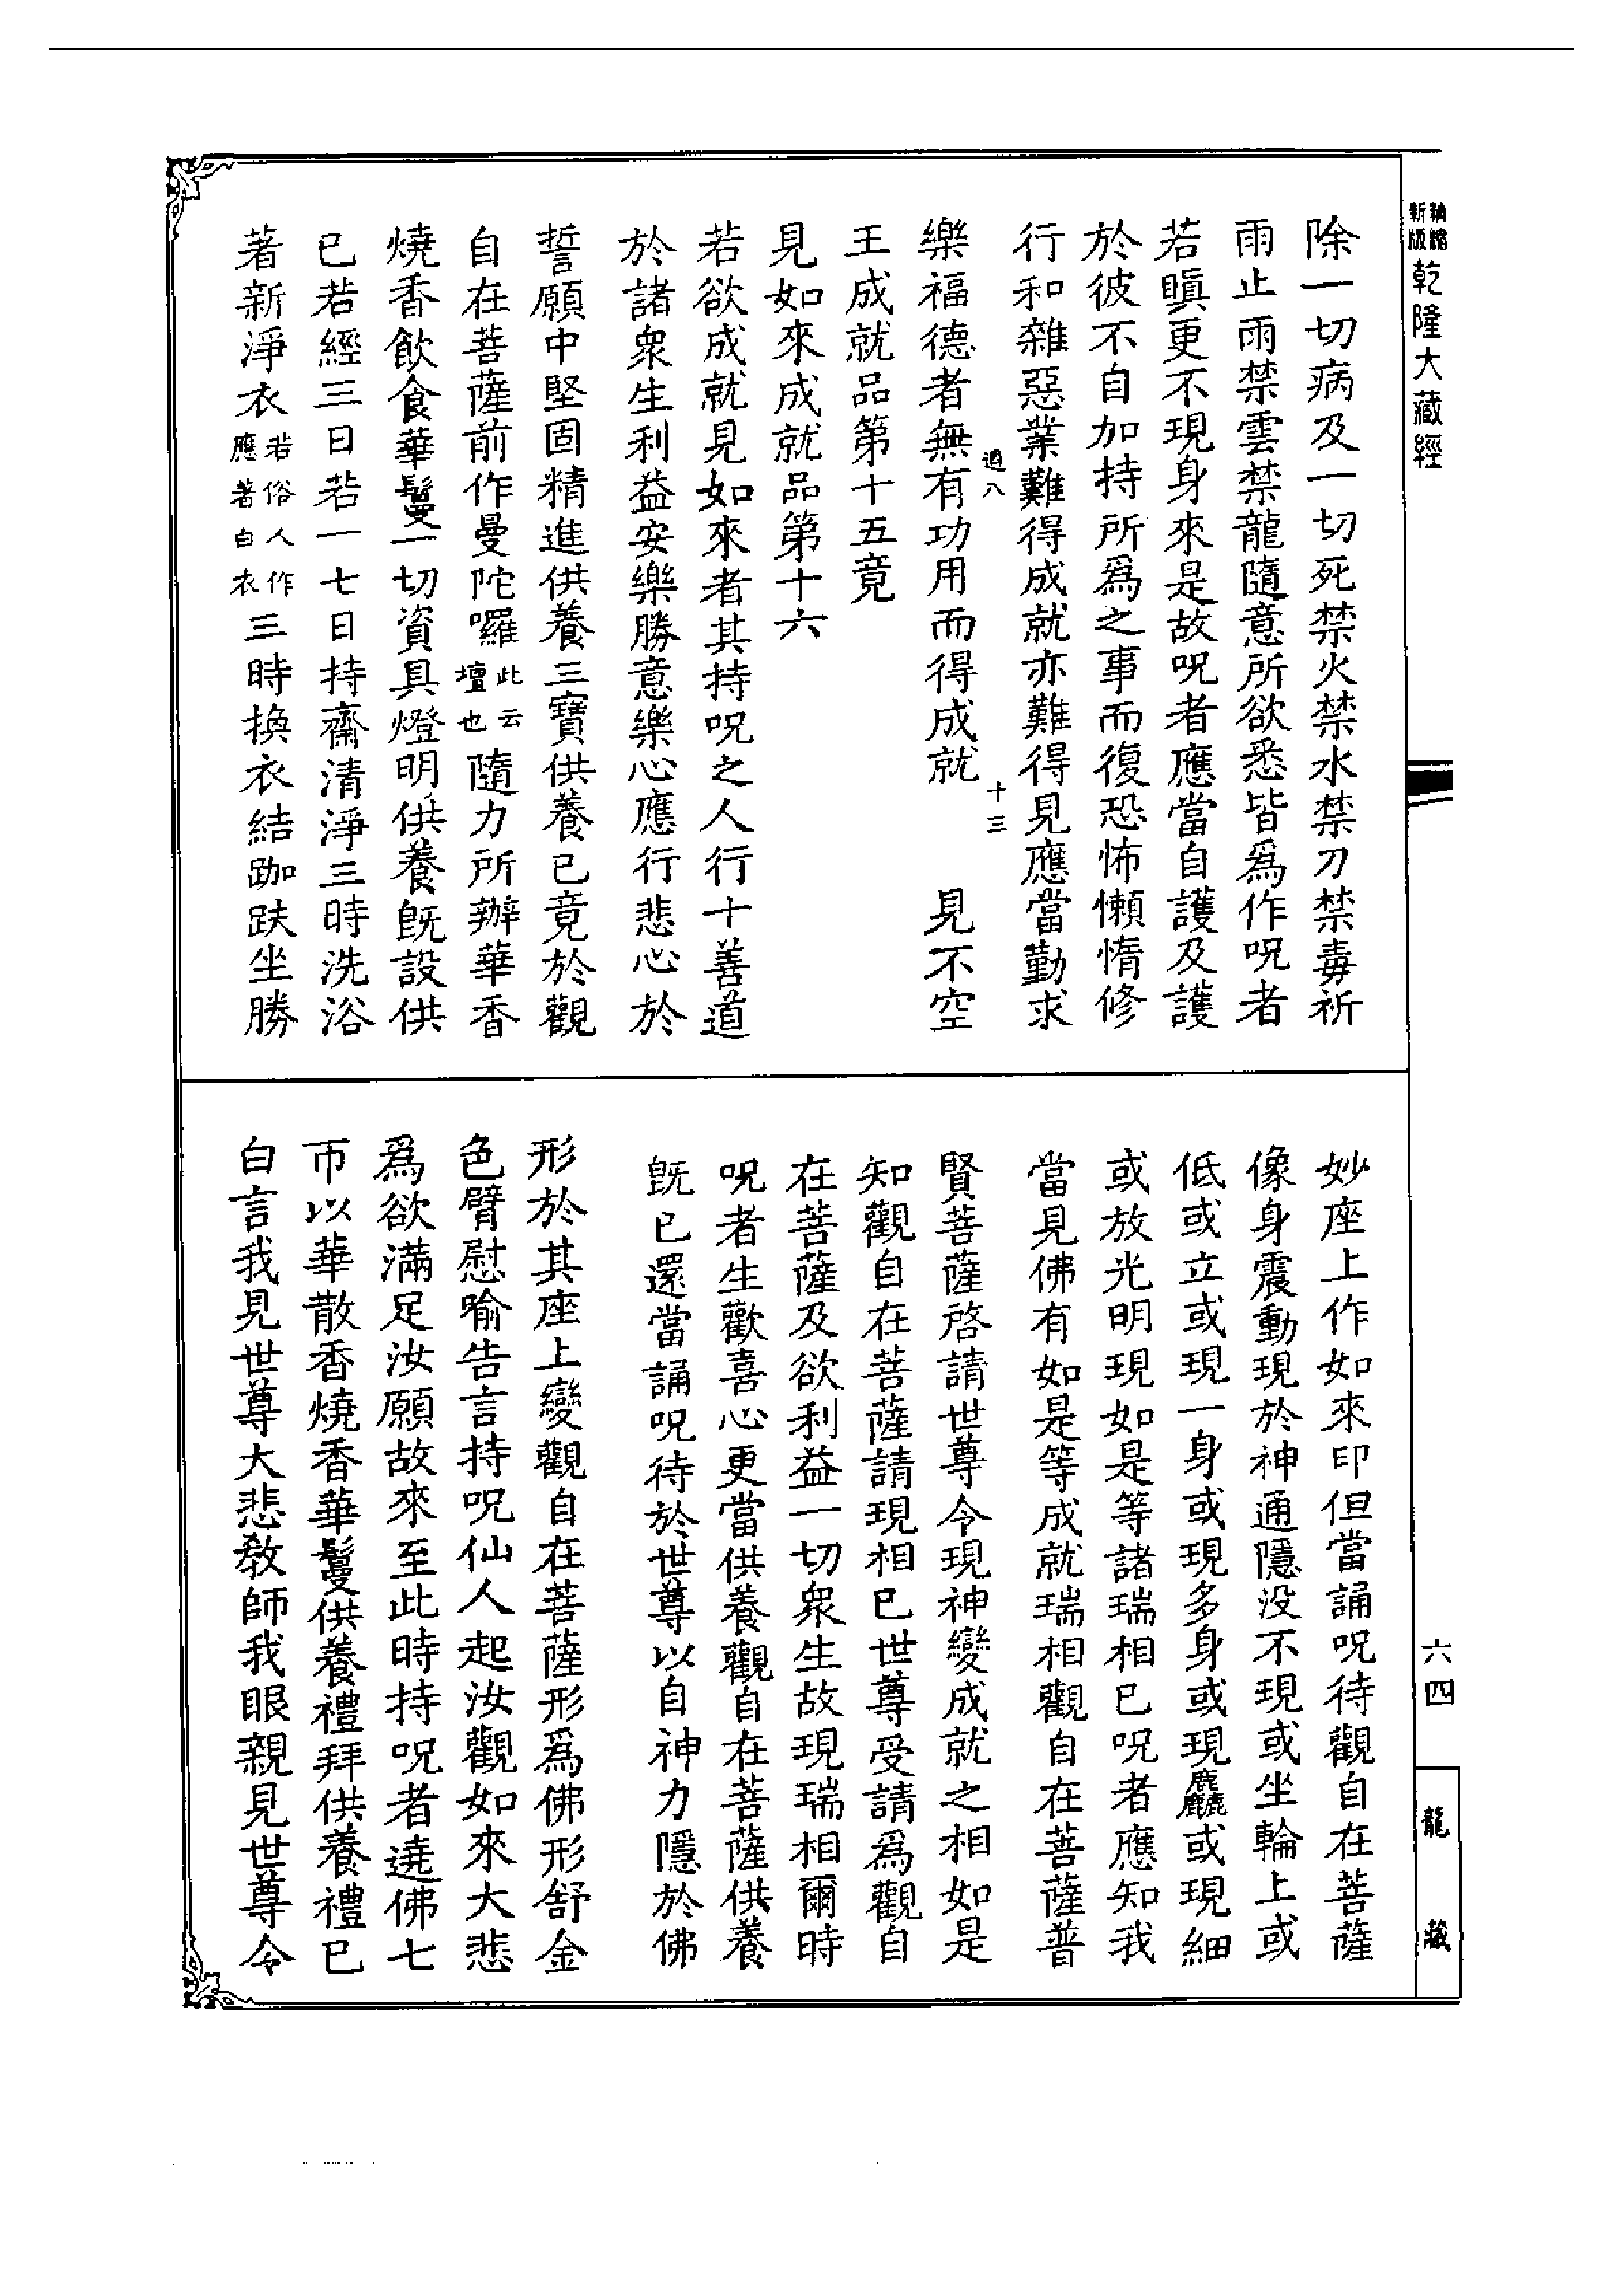 新版 軸縮 乾隆大藏經
除一切病及一切死禁火禁水禁刀禁毒祈
雨止雨禁雲禁龍隨意所欲悉皆爲作呪者
若瞋更不現身來是故呪者應當自護及護
於彼不自加持所爲之事而復恐怖懶惰修
行和雜惡業難得成就亦難得見應當勤求
過八 十三
樂福德者無有功用而得成就 見不空
王成就品第十五竟
見如來成就品第十六
若欲成就見如來者其持呪之人行十善道
於諸衆生利益安樂勝意樂心應行悲心於
誓願中堅固精進供養三寶供養已竟於觀
自在菩薩前作曼陀囉此云壇也隨力所辦華香
燒香飲食華鬘一切資具燈明供養旣設供
已若經三日若一七日持齋清淨三時洗浴
著新淨衣若俗人作應著白衣三時換衣結跏趺坐勝
妙座上作如來印但當誦呪待觀自在菩薩
像身震動現於神通隱没不現或坐輪上或
低或立或現一身或現多身或現麤或現細
或放光明現如是等諸瑞相已呪者應知我
當見佛有如是等成就瑞相觀自在菩薩普
賢菩薩啓請世尊令現神變成就之相如是
知觀自在菩薩請現相已世尊受請爲觀自
在菩薩及欲利益一切衆生故現瑞相爾時
呪者生歡喜心更當供養觀自在菩薩供養
旣已還當誦呪待於世尊以自神力隱於佛
形於其座上變觀自在菩薩形爲佛形舒金
色臂慰喻告言持呪仙人起汝觀如來大悲
爲欲滿足汝願故來至此時持呪者遶佛七
帀以華散香燒香華鬘供養禮拜供養禮已
白言我見世尊大悲敎師我眼親見世尊令
六四
龍藏